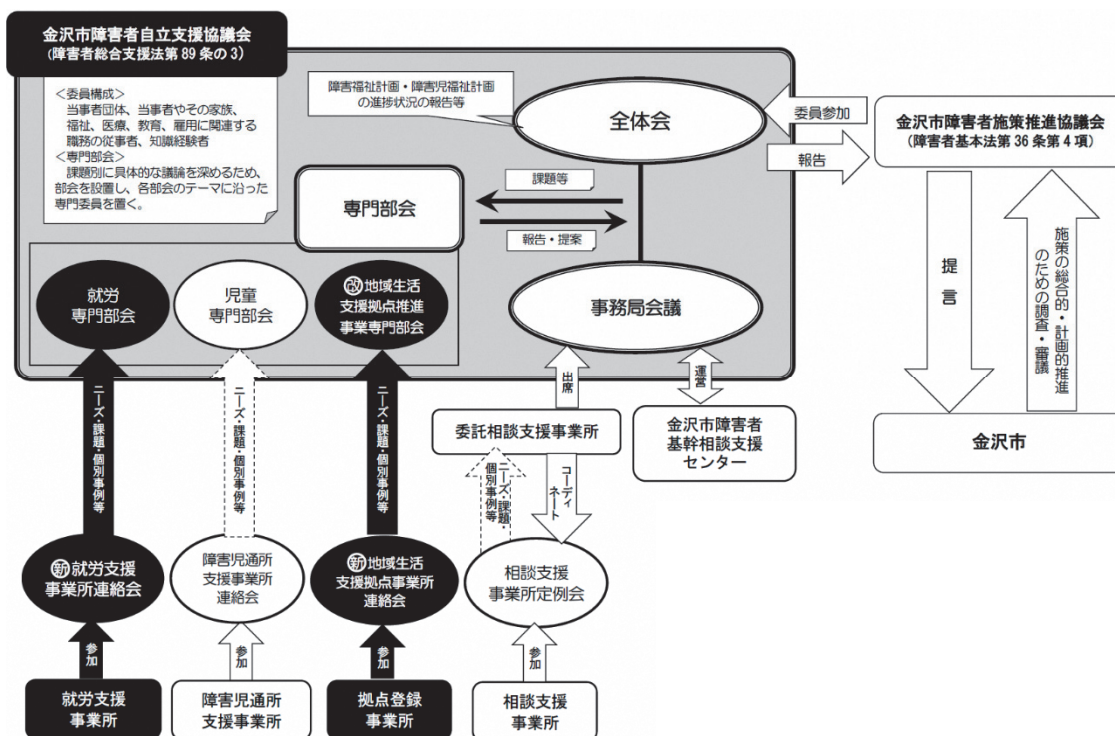 金沢市障害者自立支援協議会
(障害者総合支援法第89条の3)
<委員構成>
当事者団体、当事者やその家族、
福祉、医療、教育、雇用に関連する
職務の従事者、知識経験者
<専門部会>
課題別に具体的な議論を深めるため、
部会を設置し、各部会のテーマに沿った
専門委員を置く。
障害福祉計画・障害児福祉計画
の進捗状況の報告等
全体会
委員参加
報告
金沢市障害者施策推進協議会
(障害者基本法第36条第4項)
専門部会
課題等
報告・提案
事務局会議
就労
専門部会
児童
専門部会
㊢地域生活
支援拠点推進
事業専門部会
提言
施策の総合的・計画的推進
のための調査・審議
金沢市
出席
運営
委託相談支援事業所
金沢市障害者
基幹相談支援
センター
ニーズ・課題・個別事例等
ニーズ・課題・個別事例等
ニーズ・課題・個別事例等
ニーズ・課題・
個別事例等
コーディ
ネート
新就労支援
事業所連絡会
障害児通所
支援事業所
連絡会
新地域生活
支援拠点事業所
連絡会
相談支援
事業所定例会
参加
参加
参加
参加
就労支援
事業所
障害児通所
支援事業所
拠点登録
事業所
相談支援
事業所